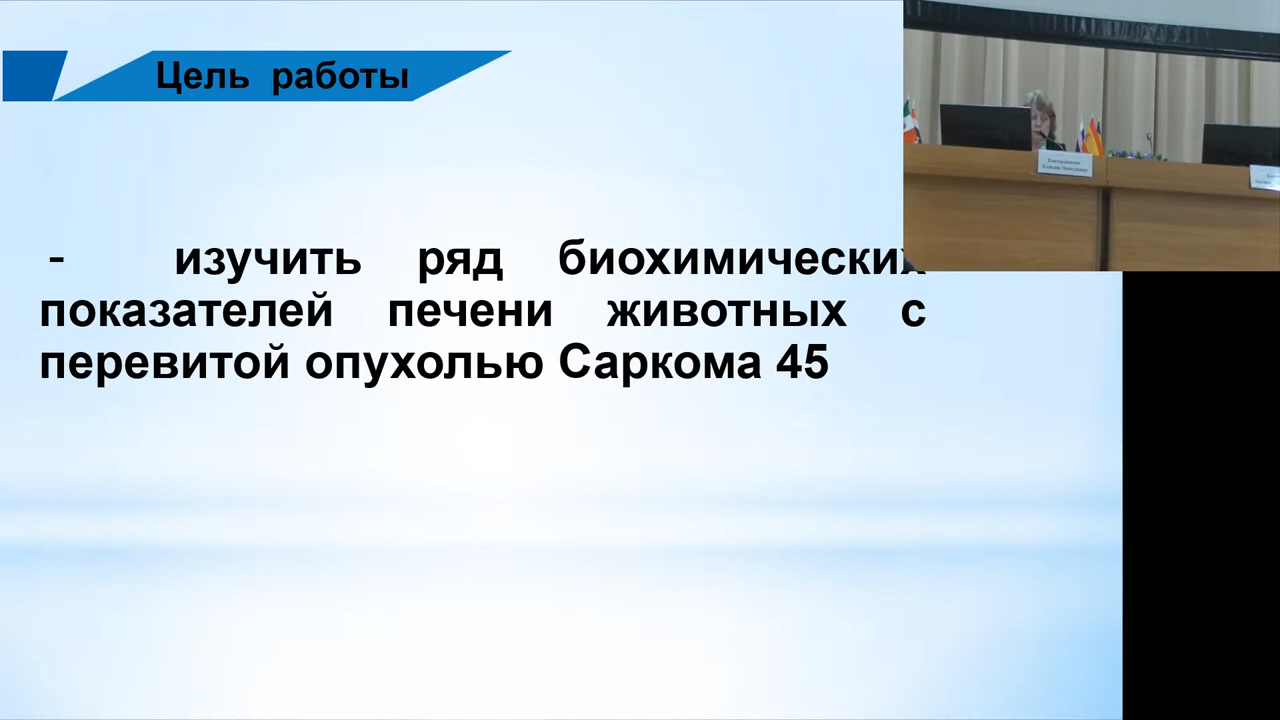 Цель работы
- изучить ряд биохимических
показателей печени животных с
перевитой опухолью Саркома 45